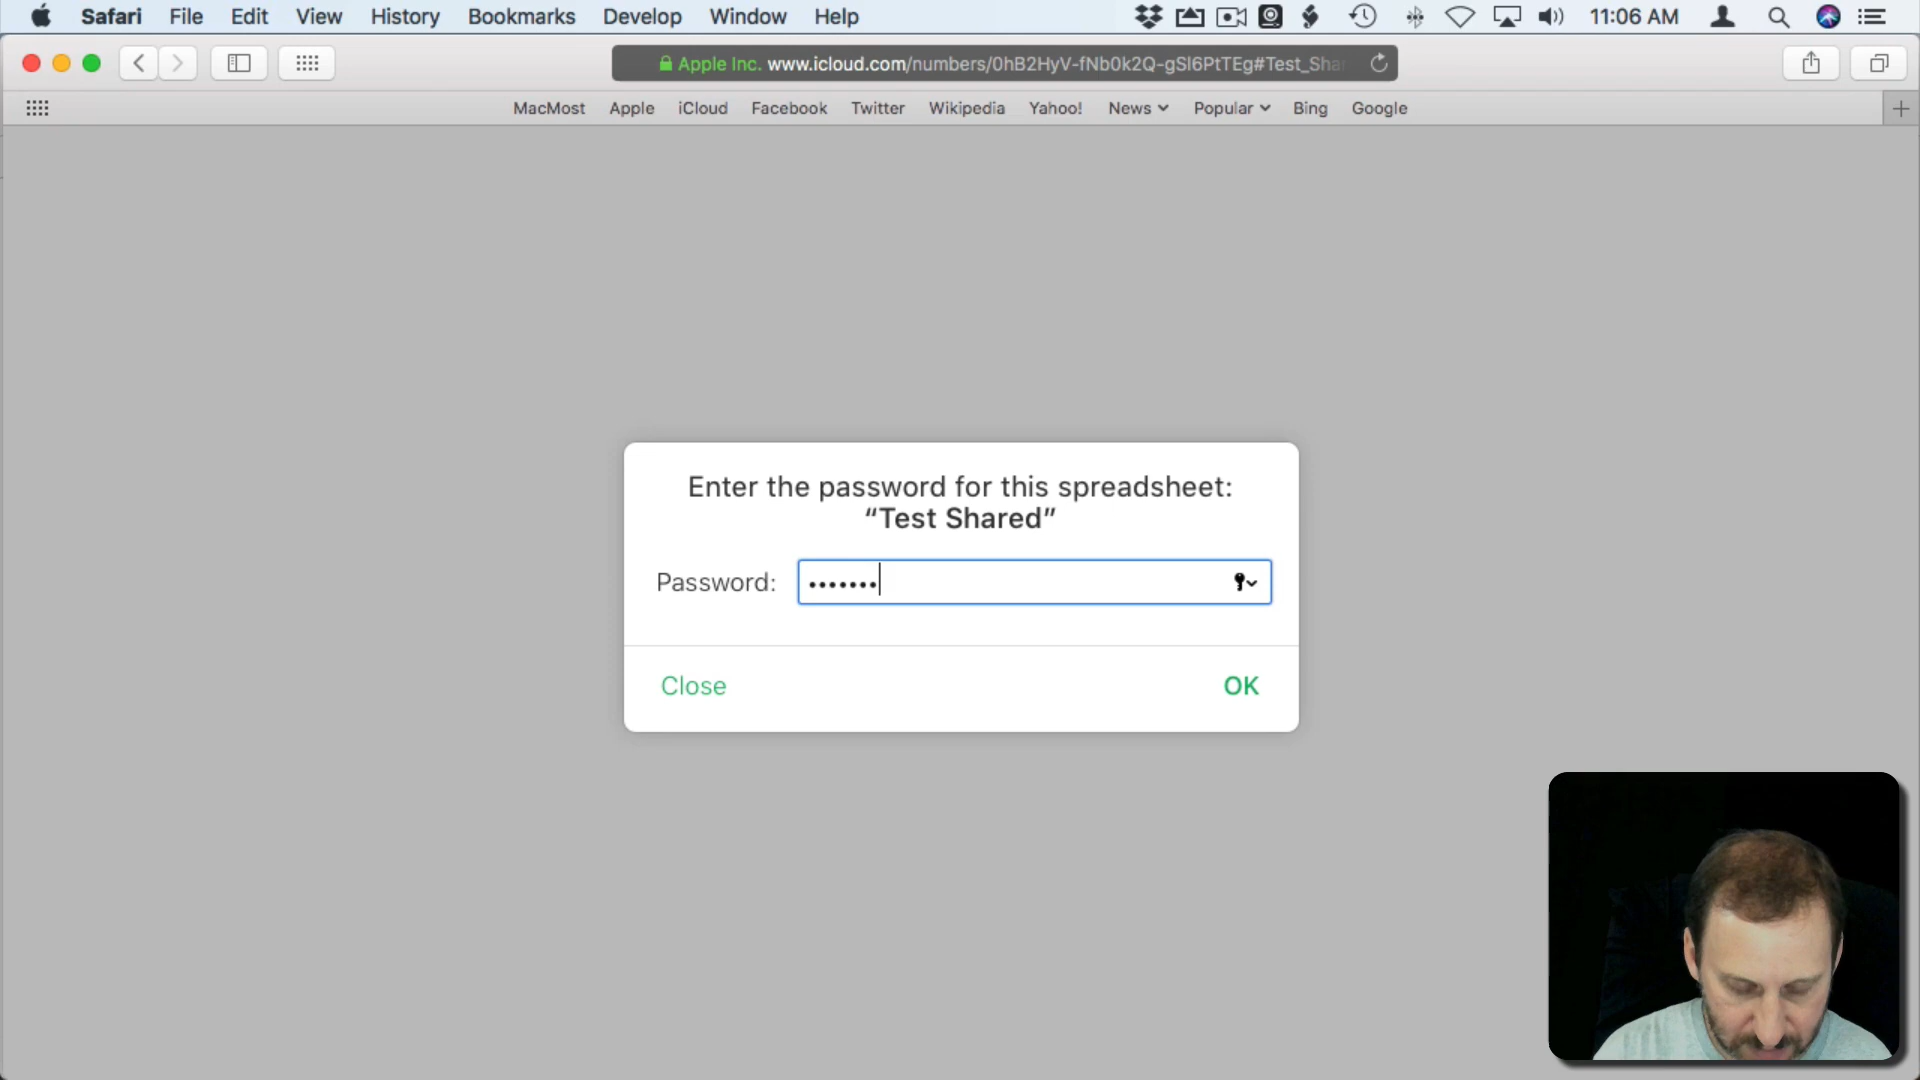 Safari File Edit View History Bookmarks Develop Window Help 11:06 AM
Apple Inc. www.icloud.com/numbers/0hB2HyV-fNb0k2Q-gSl6PtTEg#Test_Sha
MacMost Apple iCloud Facebook Twitter Wikipedia Yahoo! News Popular Bing Google
Enter the password for this spreadsheet:
“Test Shared”
Password: •••••••
Close OK